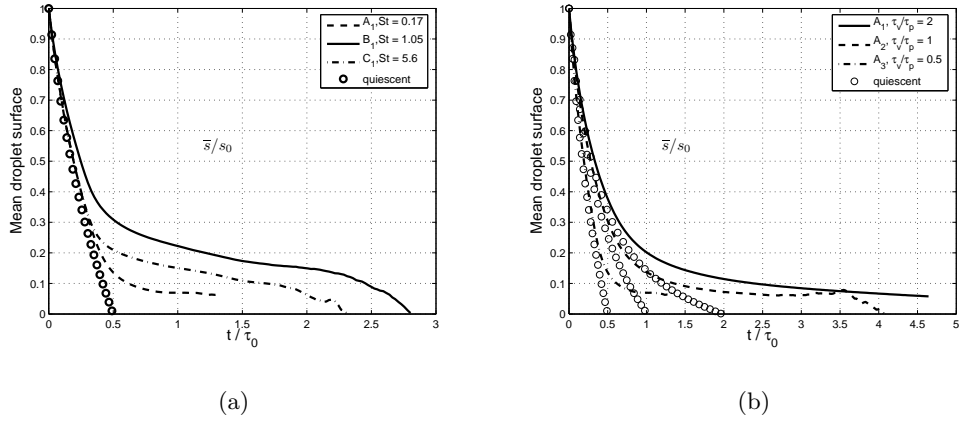 1
0.9
0.8
0.7
0.6
0.5
0.4
0.3
0.2
0.1
0
Mean droplet surface
A₁,St = 0.17
B₁,St = 1.05
C₁,St = 5.6
quiescent
s̅/s₀
0 0.5 1 1.5 2 2.5 3
t / τ₀
(a)
1
0.9
0.8
0.7
0.6
0.5
0.4
0.3
0.2
0.1
0
Mean droplet surface
A₁, τᵥ/τₚ = 2
A₂, τᵥ/τₚ = 1
A₃, τᵥ/τₚ = 0.5
quiescent
s̅/s₀
0 0.5 1 1.5 2 2.5 3 3.5 4 4.5 5
t / τ₀
(b)